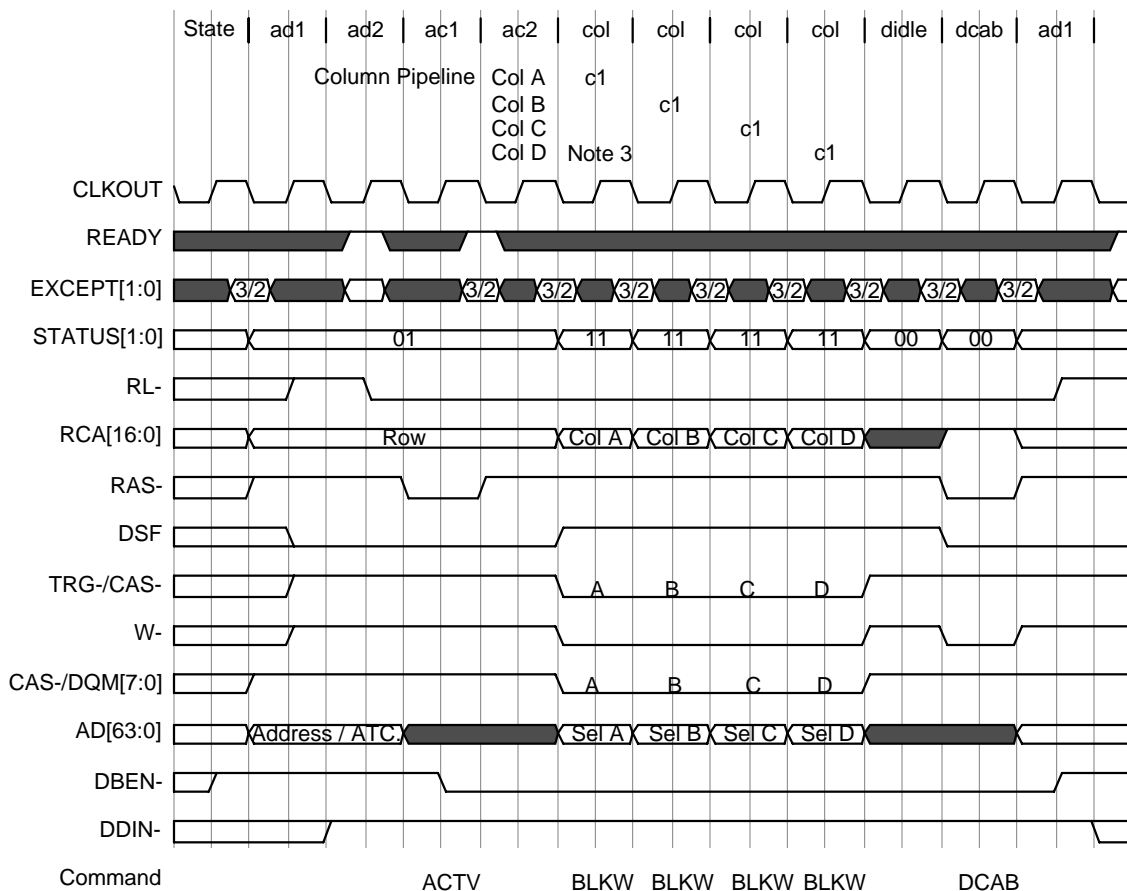 State ad1 ad2 ac1 ac2 col col col col didle dcab ad1
Column Pipeline Col A c1
Col B c1
Col C c1
Col D Note 3 c1
CLKOUT
READY
EXCEPT[1:0] 3/2 3/2 3/2 3/2 3/2 3/2 3/2 3/2 3/2
STATUS[1:0] 01 11 11 11 11 00 00
RL-
RCA[16:0] Row Col A Col B Col C Col D
RAS-
DSF
TRG-/CAS- A B C D
W-
CAS-/DQM[7:0] A B C D
AD[63:0] Address / ATC. Sel A Sel B Sel C Sel D
DBEN-
DDIN-
Command ACTV BLKW BLKW BLKW BLKW DCAB